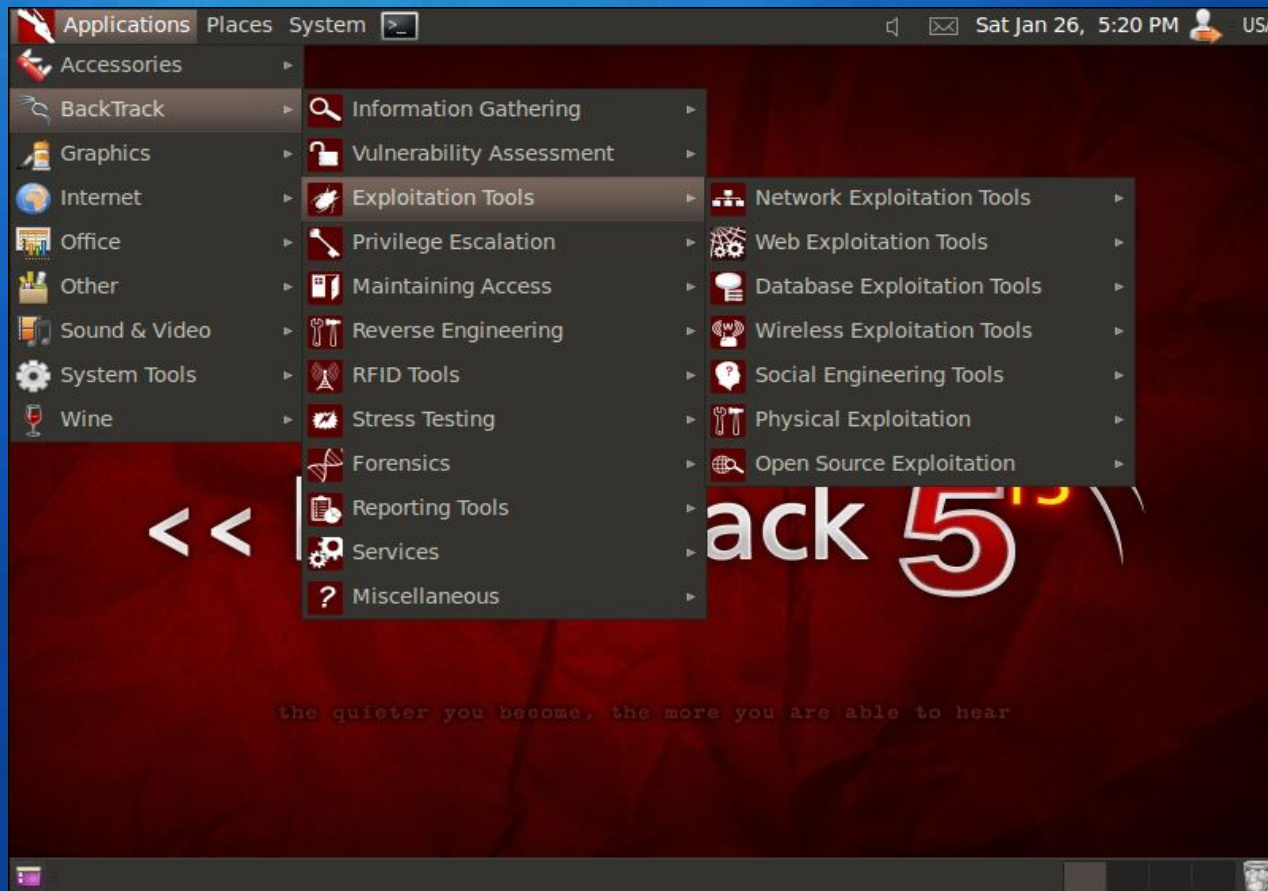 Applications Places System Sat Jan 26, 5:20 PM USA
Accessories
BackTrack
Graphics
Internet
Office
Other
Sound & Video
System Tools
Wine
Information Gathering
Vulnerability Assessment
Exploitation Tools
Privilege Escalation
Maintaining Access
Reverse Engineering
RFID Tools
Stress Testing
Forensics
Reporting Tools
Services
Miscellaneous
Network Exploitation Tools
Web Exploitation Tools
Database Exploitation Tools
Wireless Exploitation Tools
Social Engineering Tools
Physical Exploitation
Open Source Exploitation
<< ack 5
the quieter you become, the more you are able to hear